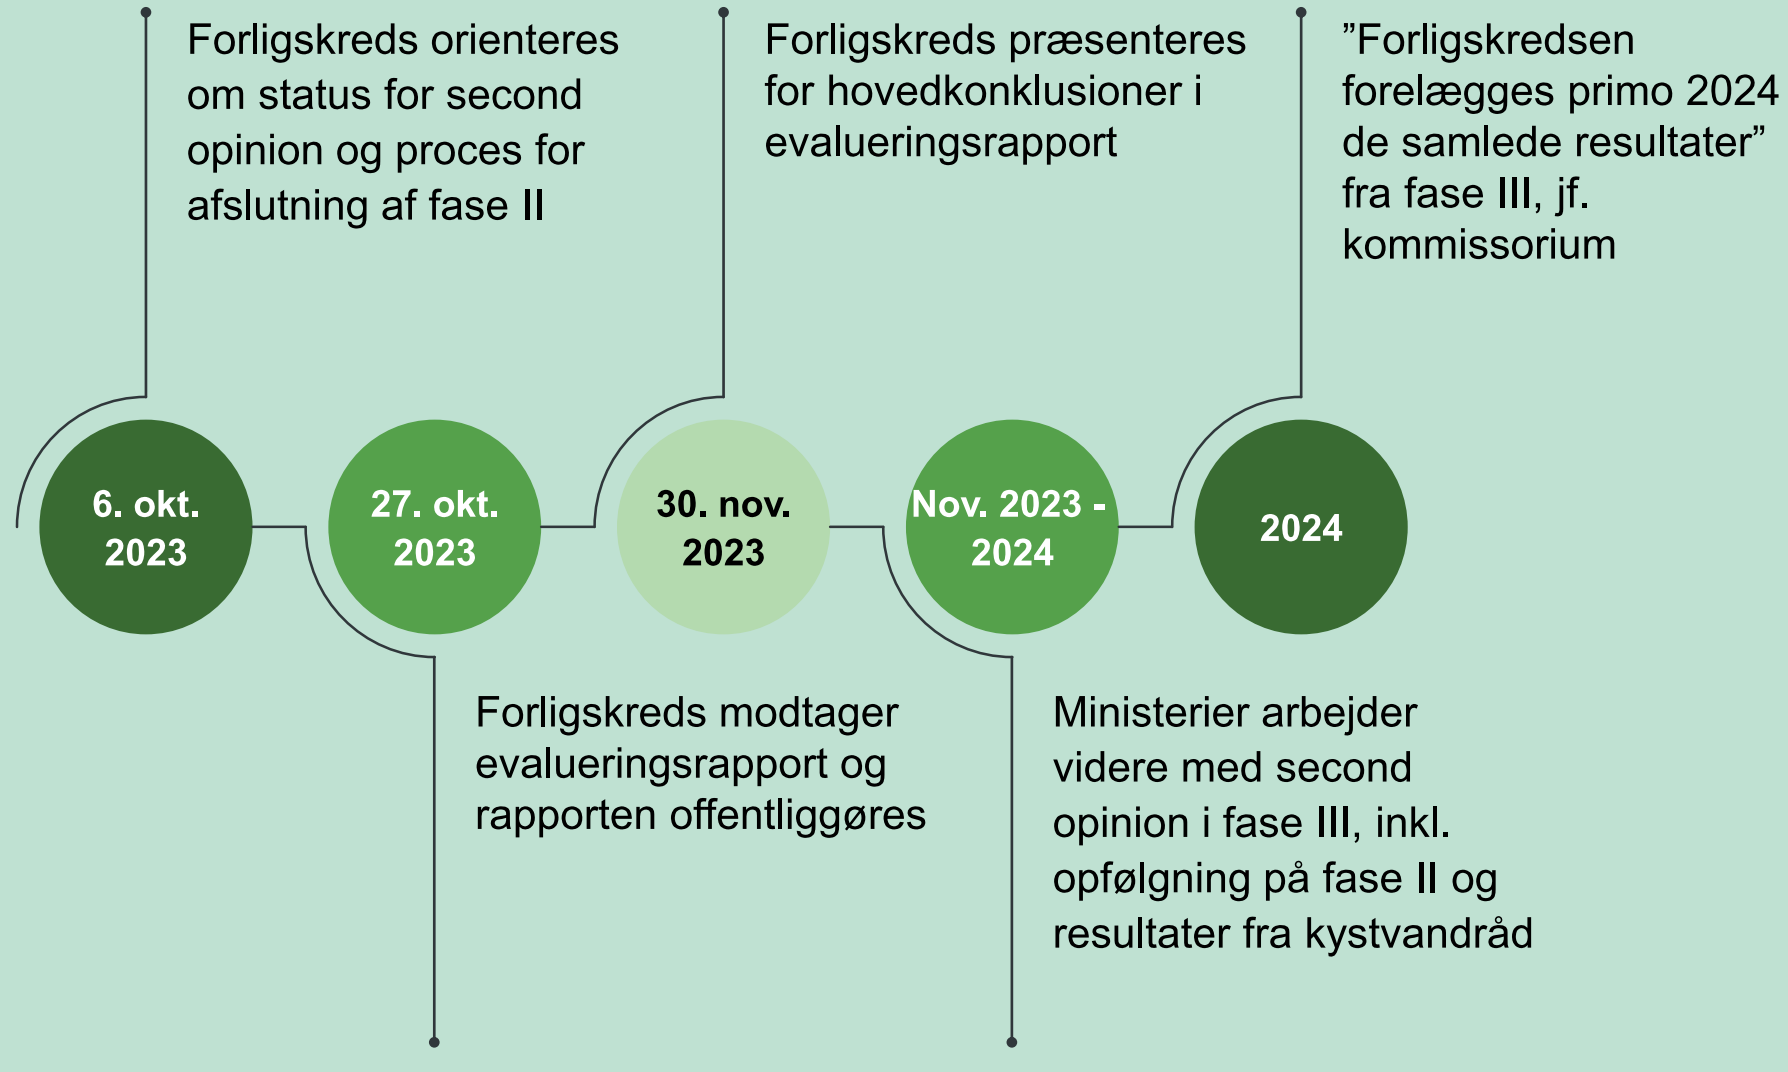 Forligskreds orienteres
om status for second
opinion og proces for
afslutning af fase II
Forligskreds præsenteres
for hovedkonklusioner i
evalueringsrapport
”Forligskredsen
forelægges primo 2024
de samlede resultater”
fra fase III, jf.
kommissorium
6. okt.
2023
27. okt.
2023
30. nov.
2023
Nov. 2023 -
2024
2024
Forligskreds modtager
evalueringsrapport og
rapporten offentliggøres
Ministerier arbejder
videre med second
opinion i fase III, inkl.
opfølgning på fase II og
resultater fra kystvandråd